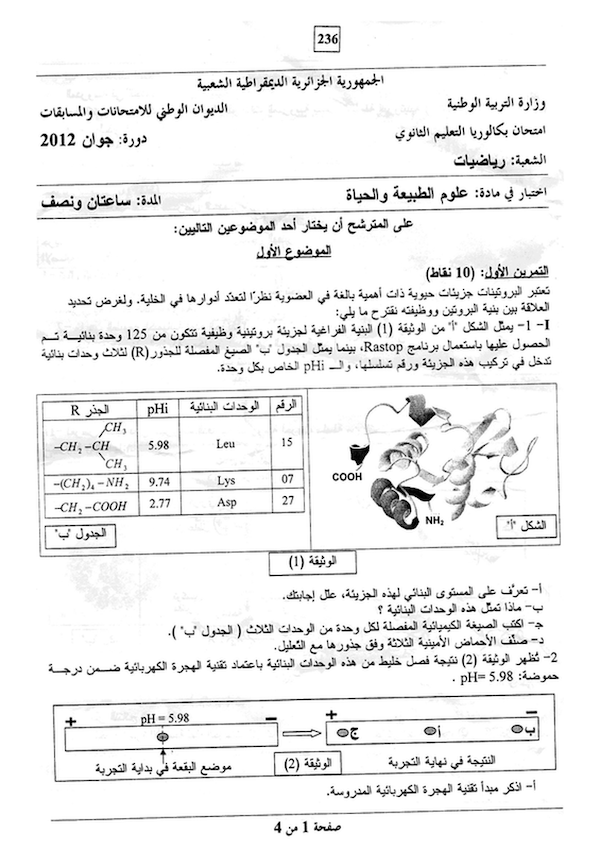 236
الجمهورية الجزائرية الديمقراطية الشعبية
وزارة التربية الوطنية
الديوان الوطني للامتحانات والمسابقات
امتحان بكالوريا التعليم الثانوي
دورة: جوان 2012
الشعبة: رياضيات
اختبار في مادة: علوم الطبيعة والحياة
المدة: ساعتان ونصف
على المترشح أن يختار أحد الموضوعين التاليين:
الموضوع الأول
التمرين الأول: (10 نقاط)
تعتبر البروتينات جزيئات حيوية ذات أهمية بالغة في العضوية نظرًا لتعدّد أدوارها في الخلية. ولغرض تحديد
العلاقة بين بنية البروتين ووظيفته نقترح ما يلي:
I- 1- يمثل الشكل "أ" من الوثيقة (1) البنية الفراغية لجزيئة بروتينية وظيفية تتكون من 125 وحدة بنائية تم
الحصول عليها باستعمال برنامج Rastop، بينما يمثل الجدول "ب" الصيغ المفصلة للجذور(R) لثلاث وحدات بنائية
تدخل في تركيب هذه الجزيئة ورقم تسلسلها، والـ pHi الخاص بكل وحدة.
الرقم الوحدات البنائية pHi الجذر R
15 Leu 5.98 -CH2-CH CH3 CH3
07 Lys 9.74 -(CH2)4-NH2
27 Asp 2.77 -CH2-COOH
الجدول "ب"
COOH
NH2
الشكل "أ"
الوثيقة (1)
أ- تعرّف على المستوى البنائي لهذه الجزيئة، علل إجابتك.
ب- ماذا تمثل هذه الوحدات البنائية ؟
ج- اكتب الصيغة الكيميائية المفصلة لكل وحدة من الوحدات الثلاث ( الجدول "ب" ).
د- صنّف الأحماض الأمينية الثلاثة وفق جذورها مع التعليل.
2- تُظهر الوثيقة (2) نتيجة فصل خليط من هذه الوحدات البنائية باعتماد تقنية الهجرة الكهربائية ضمن درجة
حموضة: pH= 5.98 .
+ pH = 5.98 -
+ -
ج أ ب
موضع البقعة في بداية التجربة
الوثيقة (2)
النتيجة في نهاية التجربة
أ- اذكر مبدأ تقنية الهجرة الكهربائية المدروسة.
صفحة 1 من 4